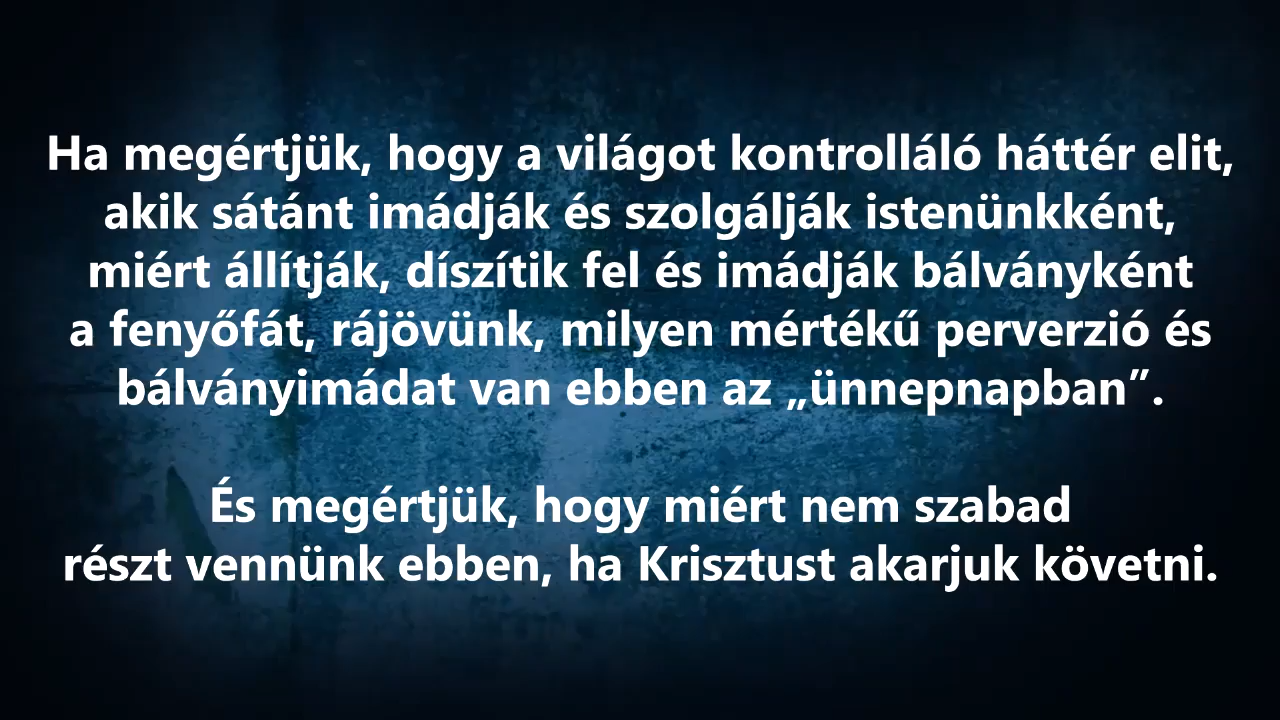 Ha megértjük, hogy a világot kontrolláló háttér elit,
akik sátánt imádják és szolgálják istenünkként,
miért állítják, díszítik fel és imádják bálványként
a fenyőfát, rájövünk, milyen mértékű perverzió és
bálványimádat van ebben az „ünnepnapban”.
És megértjük, hogy miért nem szabad
részt vennünk ebben, ha Krisztust akarjuk követni.